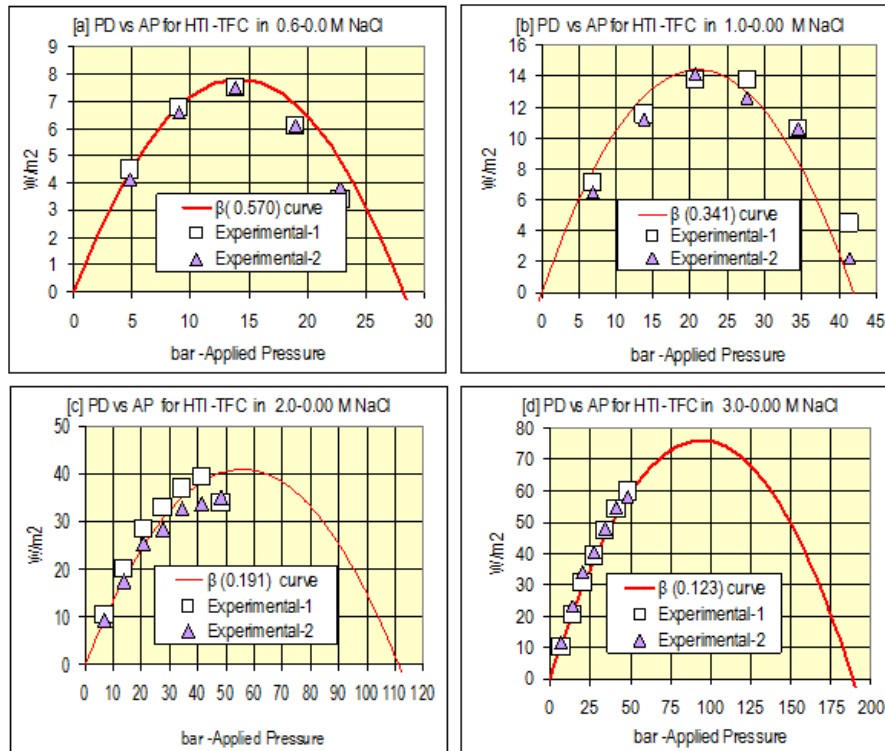 [a] PD vs AP for HTI -TFC in 0.6-0.0 M NaCl
9
8
7
6
5
4
3
2
1
0
W/m2
β( 0.570) curve
Experimental-1
Experimental-2
0 5 10 15 20 25 30
bar -Applied Pressure
[b] PD vs AP for HTI -TFC in 1.0-0.00 M NaCl
16
14
12
10
8
6
4
2
0
W/m2
β (0.341) curve
Experimental-1
Experimental-2
0 5 10 15 20 25 30 35 40 45
bar -Applied Pressure
[c] PD vs AP for HTI -TFC in 2.0-0.00 M NaCl
50
40
30
20
10
0
W/m2
β (0.191) curve
Experimental-1
Experimental-2
0 10 20 30 40 50 60 70 80 90 100 110 120
bar -Applied Pressure
[d] PD vs AP for HTI -TFC in 3.0-0.00 M NaCl
80
70
60
50
40
30
20
10
0
W/m2
β (0.123) curve
Experimental-1
Experimental-2
0 25 50 75 100 125 150 175 200
bar -Applied Pressure